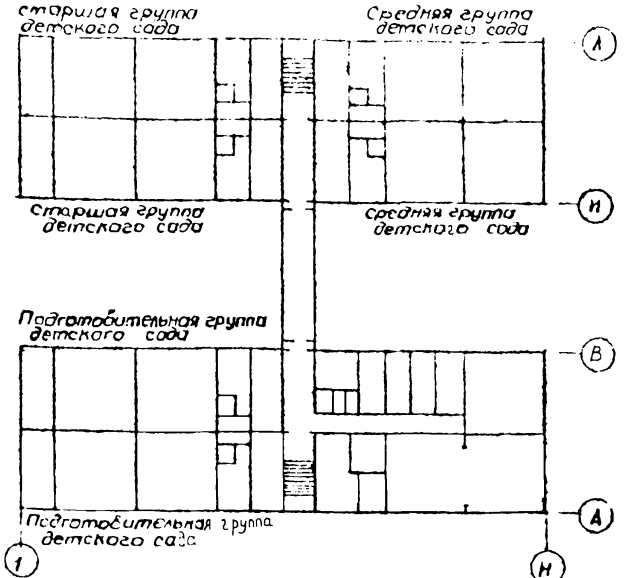 старшая группа
детского сада
Средняя группа
детского сада
Л
старшая группа
детского сада
средняя группа
детского сада
И
Подготовительная группа
детского сада
В
Подготовительная группа
детского сада
А
1
Н